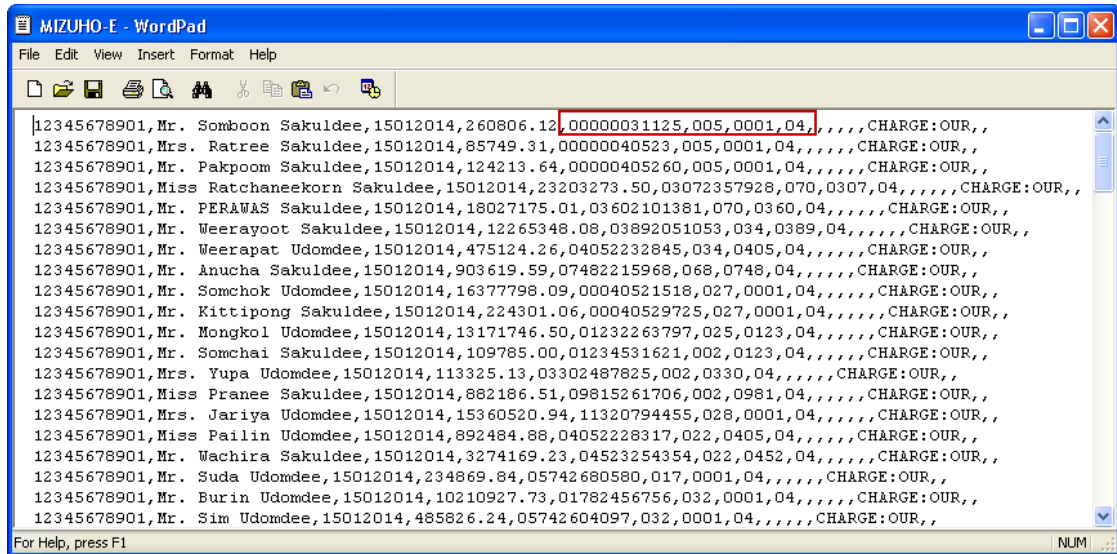 MIZUHO-E - WordPad
File Edit View Insert Format Help
12345678901,Mr. Somboon Sakuldee,15012014,260806.12,00000031125,005,0001,04,,,,,,CHARGE:OUR,,
12345678901,Mrs. Ratree Sakuldee,15012014,85749.31,00000040523,005,0001,04,,,,,,CHARGE:OUR,,
12345678901,Mr. Pakpoom Sakuldee,15012014,124213.64,00000405260,005,0001,04,,,,,,CHARGE:OUR,,
12345678901,Miss Ratchaneekorn Sakuldee,15012014,23203273.50,03072357928,070,0307,04,,,,,,CHARGE:OUR,,
12345678901,Mr. PERAWAS Sakuldee,15012014,18027175.01,03602101381,070,0360,04,,,,,,CHARGE:OUR,,
12345678901,Mr. Weerayoot Sakuldee,15012014,12265348.08,03892051053,034,0389,04,,,,,,CHARGE:OUR,,
12345678901,Mr. Weerapat Udomdee,15012014,475124.26,04052232845,034,0405,04,,,,,,CHARGE:OUR,,
12345678901,Mr. Anucha Sakuldee,15012014,903619.59,07482215968,068,0748,04,,,,,,CHARGE:OUR,,
12345678901,Mr. Somchok Udomdee,15012014,16377798.09,00040521518,027,0001,04,,,,,,CHARGE:OUR,,
12345678901,Mr. Kittipong Sakuldee,15012014,224301.06,00040529725,027,0001,04,,,,,,CHARGE:OUR,,
12345678901,Mr. Mongkol Udomdee,15012014,13171746.50,01232263797,025,0123,04,,,,,,CHARGE:OUR,,
12345678901,Mr. Somchai Sakuldee,15012014,109785.00,01234531621,002,0123,04,,,,,,CHARGE:OUR,,
12345678901,Mrs. Yupa Udomdee,15012014,113325.13,03302487825,002,0330,04,,,,,,CHARGE:OUR,,
12345678901,Miss Pranee Sakuldee,15012014,882186.51,09815261706,002,0981,04,,,,,,CHARGE:OUR,,
12345678901,Mrs. Jariya Udomdee,15012014,15360520.94,11320794455,028,0001,04,,,,,,CHARGE:OUR,,
12345678901,Miss Pailin Udomdee,15012014,892484.88,04052228317,022,0405,04,,,,,,CHARGE:OUR,,
12345678901,Mr. Wachira Sakuldee,15012014,3274169.23,04523254354,022,0452,04,,,,,,CHARGE:OUR,,
12345678901,Mr. Suda Udomdee,15012014,234869.84,05742680580,017,0001,04,,,,,,CHARGE:OUR,,
12345678901,Mr. Burin Udomdee,15012014,10210927.73,01782456756,032,0001,04,,,,,,CHARGE:OUR,,
12345678901,Mr. Sim Udomdee,15012014,485826.24,05742604097,032,0001,04,,,,,,CHARGE:OUR,,
For Help, press F1
NUM